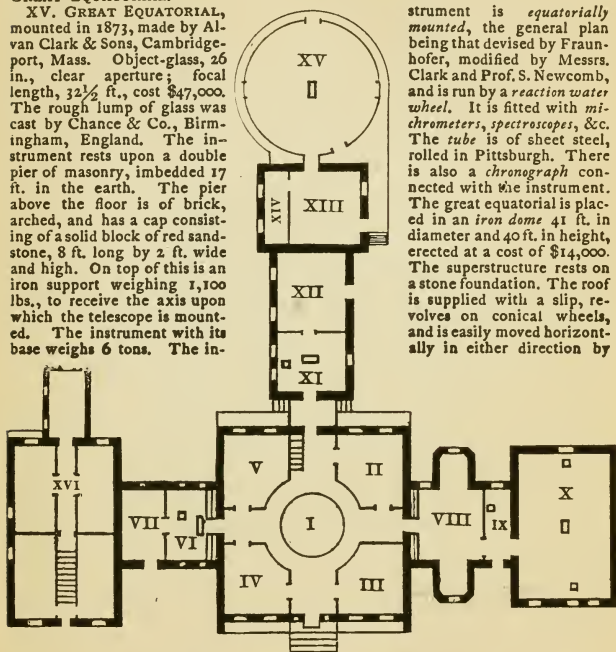 XV. GREAT EQUATORIAL,
mounted in 1873, made by Al-
van Clark & Sons, Cambridge-
port, Mass. Object-glass, 26
in., clear aperture; focal
length, 32½ ft., cost $47,000.
The rough lump of glass was
cast by Chance & Co., Birm-
ingham, England. The in-
strument rests upon a double
pier of masonry, imbedded 17
ft. in the earth. The pier
above the floor is of brick,
arched, and has a cap consist-
ing of a solid block of red sand-
stone, 8 ft. long by 2 ft. wide
and high. On top of this is an
iron support weighing 1,100
lbs., to receive the axis upon
which the telescope is mount-
ed. The instrument with its
base weighs 6 tons. The in-
strument is equatorially
mounted, the general plan
being that devised by Fraun-
hofer, modified by Messrs.
Clark and Prof. S. Newcomb,
and is run by a reaction water
wheel. It is fitted with mi-
chrometers, spectroscopes, &c.
The tube is of sheet steel,
rolled in Pittsburgh. There
is also a chronograph con-
nected with the instrument.
The great equatorial is plac-
ed in an iron dome 41 ft. in
diameter and 40 ft. in height,
erected at a cost of $14,000.
The superstructure rests on
a stone foundation. The roof
is supplied with a slip, re-
volves on conical wheels,
and is easily moved horizont-
ally in either direction by
XV
XIV
XIII
XII
XI
V
II
XVI
VII
VI
I
VIII
IX
X
IV
III